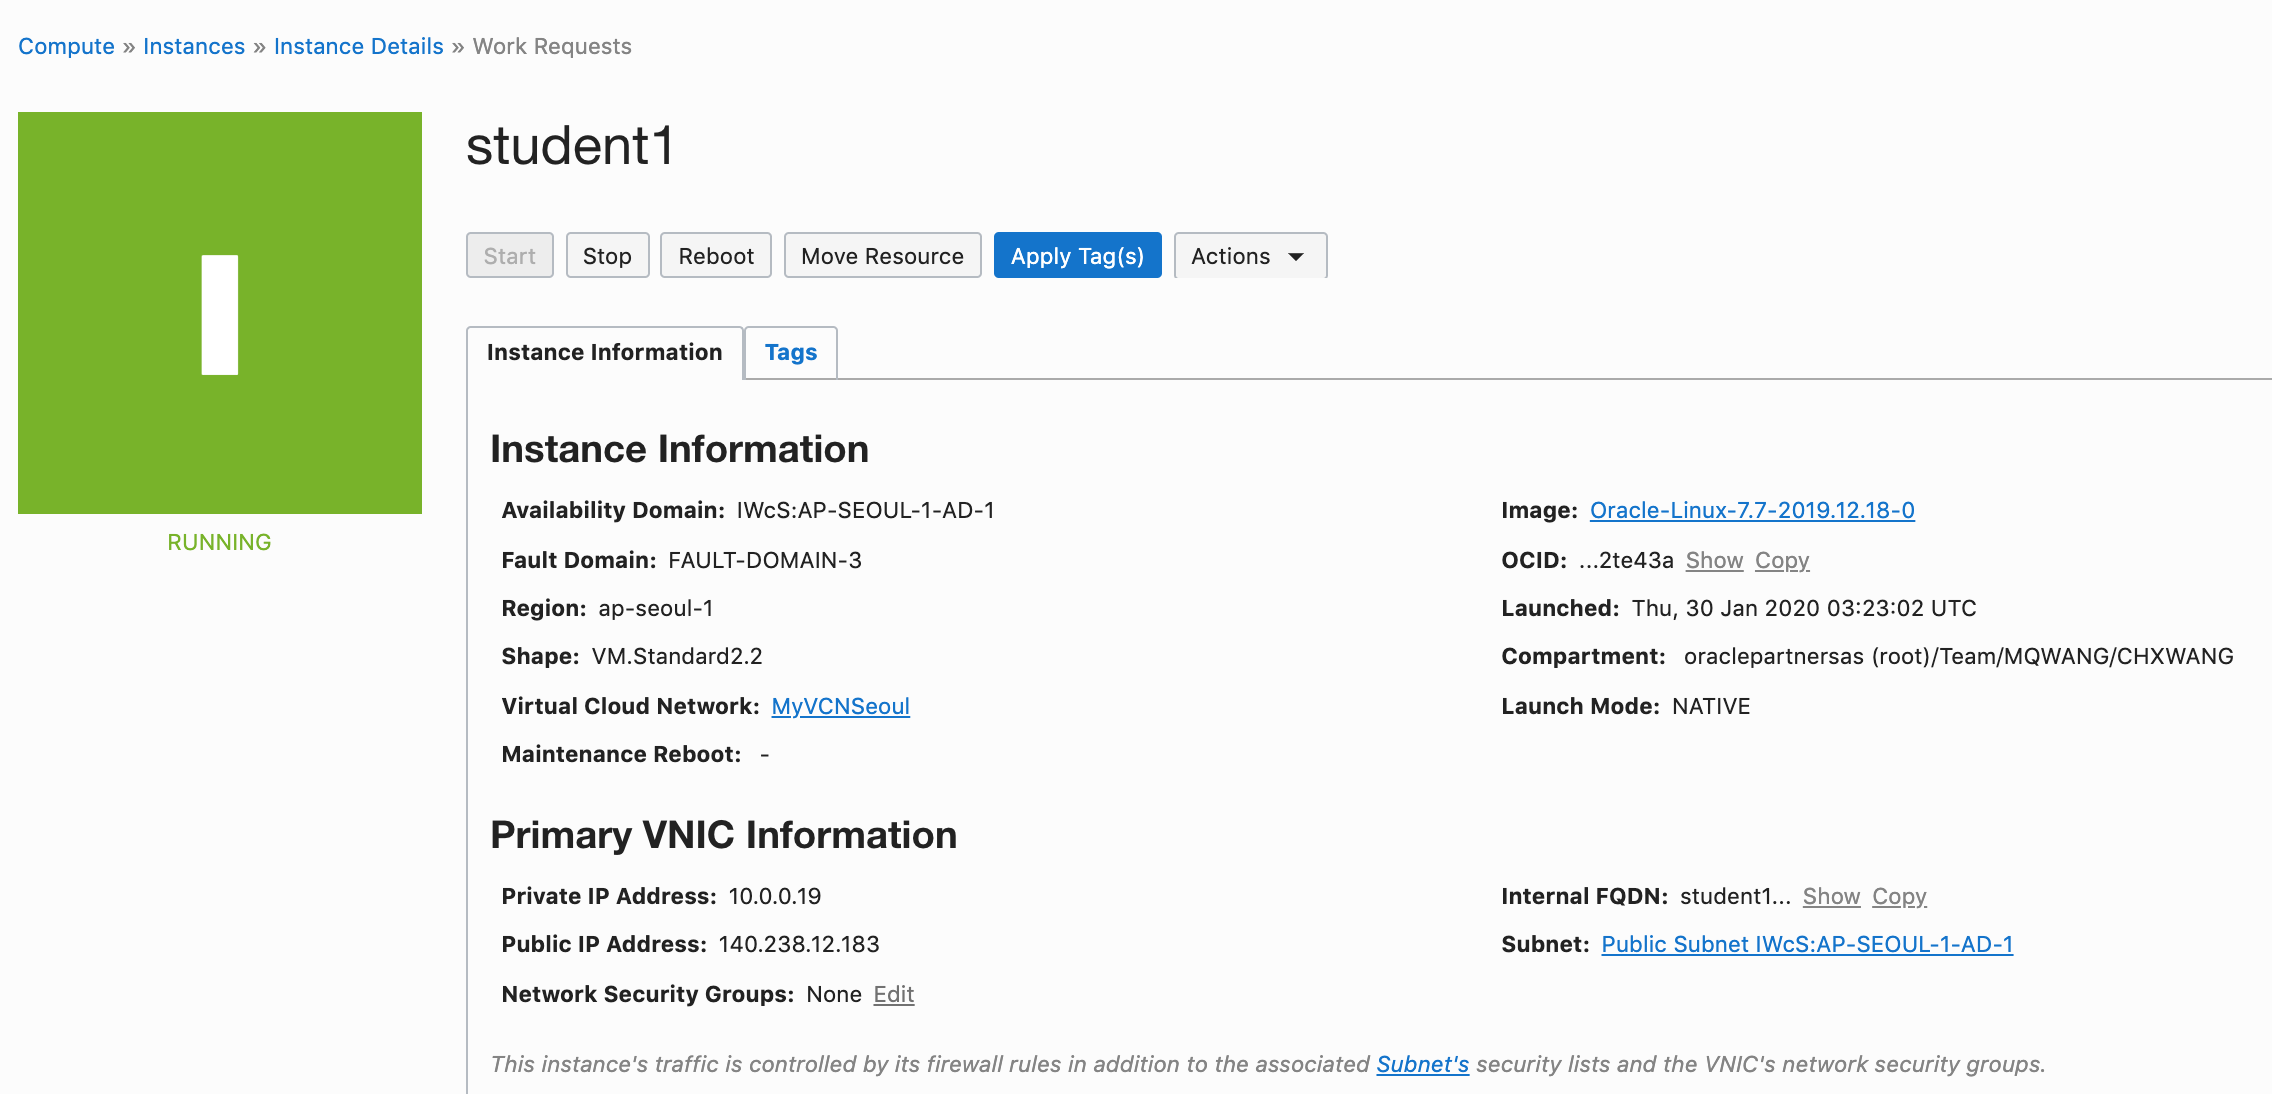 Compute » Instances » Instance Details » Work Requests
I
RUNNING
student1
Start Stop Reboot Move Resource Apply Tag(s) Actions
Instance Information Tags
Instance Information
Availability Domain: IWcS:AP-SEOUL-1-AD-1
Fault Domain: FAULT-DOMAIN-3
Region: ap-seoul-1
Shape: VM.Standard2.2
Virtual Cloud Network: MyVCNSeoul
Maintenance Reboot: -
Image: Oracle-Linux-7.7-2019.12.18-0
OCID: ...2te43a Show Copy
Launched: Thu, 30 Jan 2020 03:23:02 UTC
Compartment: oraclepartnersas (root)/Team/MQWANG/CHXWANG
Launch Mode: NATIVE
Primary VNIC Information
Private IP Address: 10.0.0.19
Public IP Address: 140.238.12.183
Network Security Groups: None Edit
Internal FQDN: student1... Show Copy
Subnet: Public Subnet IWcS:AP-SEOUL-1-AD-1
This instance's traffic is controlled by its firewall rules in addition to the associated Subnet's security lists and the VNIC's network security groups.